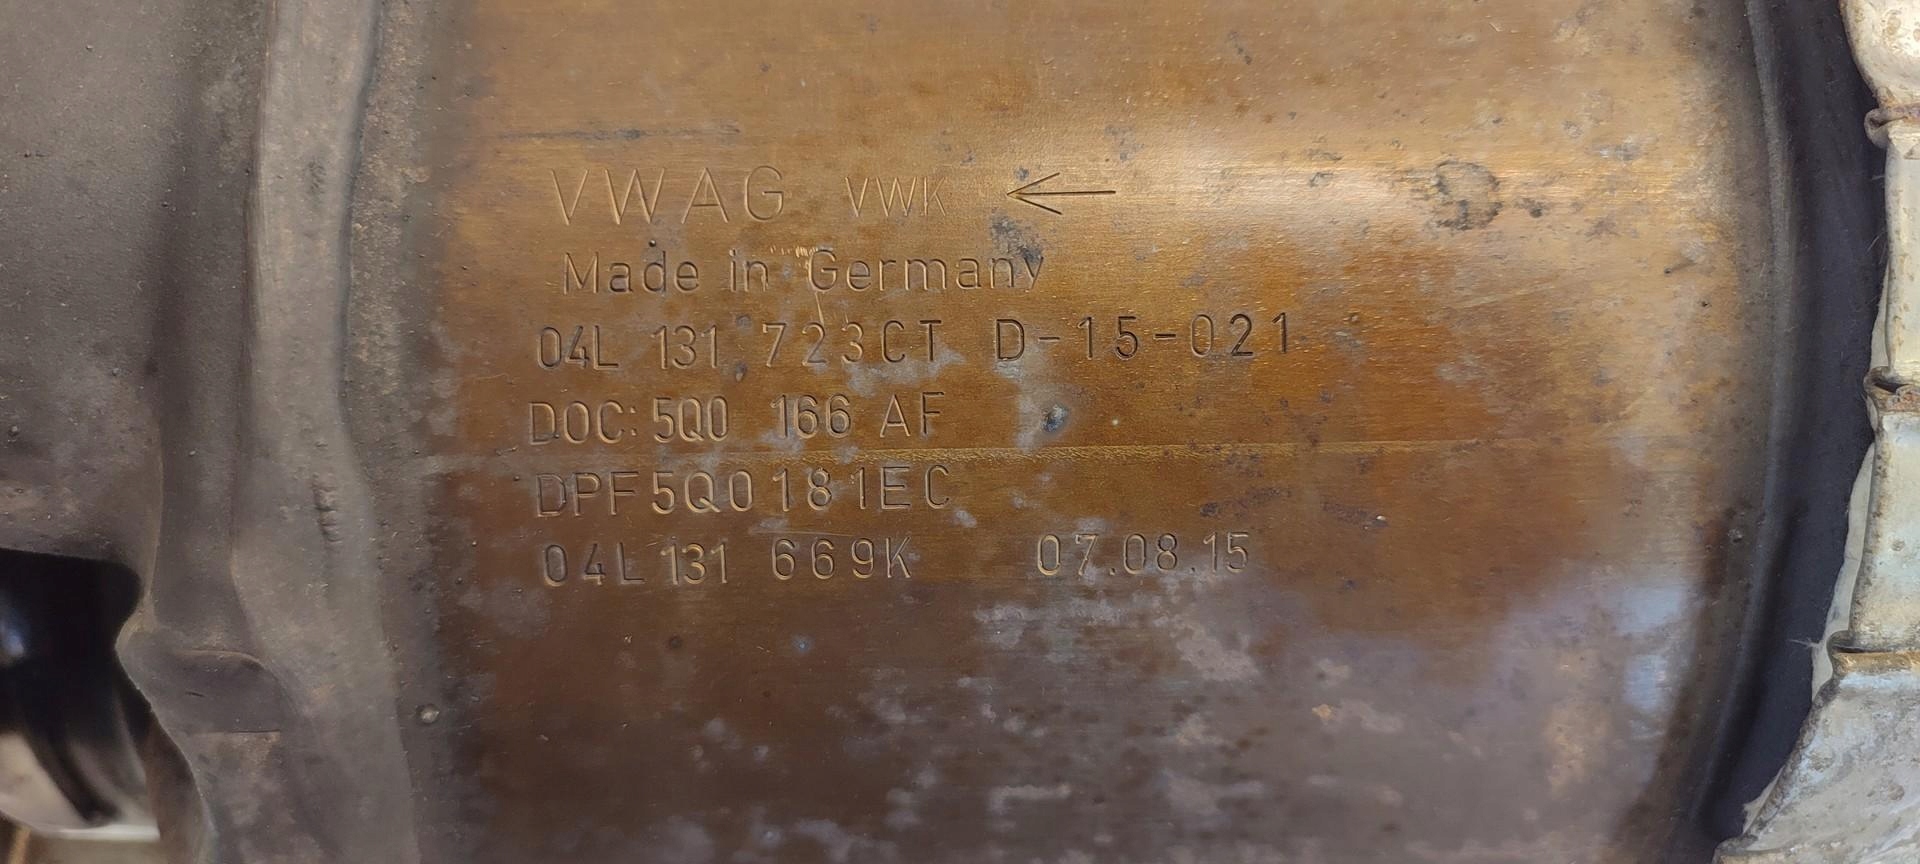 VWAG VWK ←
Made in Germany
04L 131 723CT D-15-021
DOC: 5Q0 166 AF
DPF5Q0181EC
04L 131 669K 07.08.15